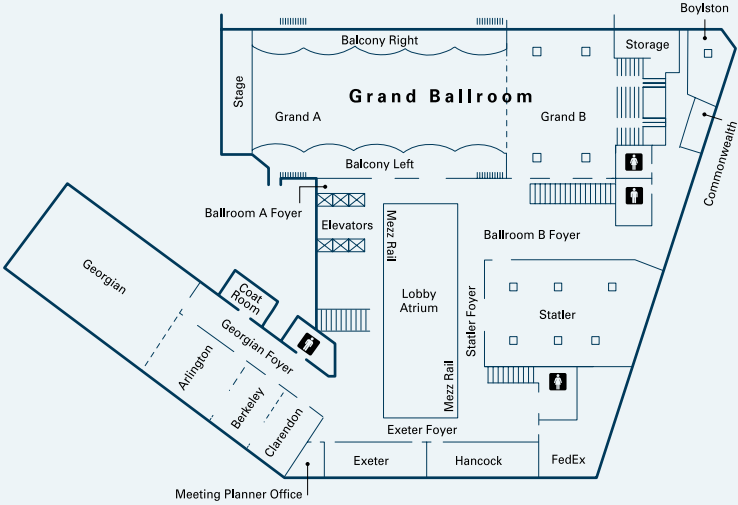 Boylston
Balcony Right
Storage
Stage
Grand Ballroom
Grand A
Grand B
Commonwealth
Balcony Left
Ballroom A Foyer
Elevators
Mezz Rail
Ballroom B Foyer
Georgian
Coat
Room
Lobby
Atrium
Statler Foyer
Statler
Georgian Foyer
Arlington
Berkeley
Clarendon
Mezz Rail
Exeter Foyer
Exeter
Hancock
FedEx
Meeting Planner Office